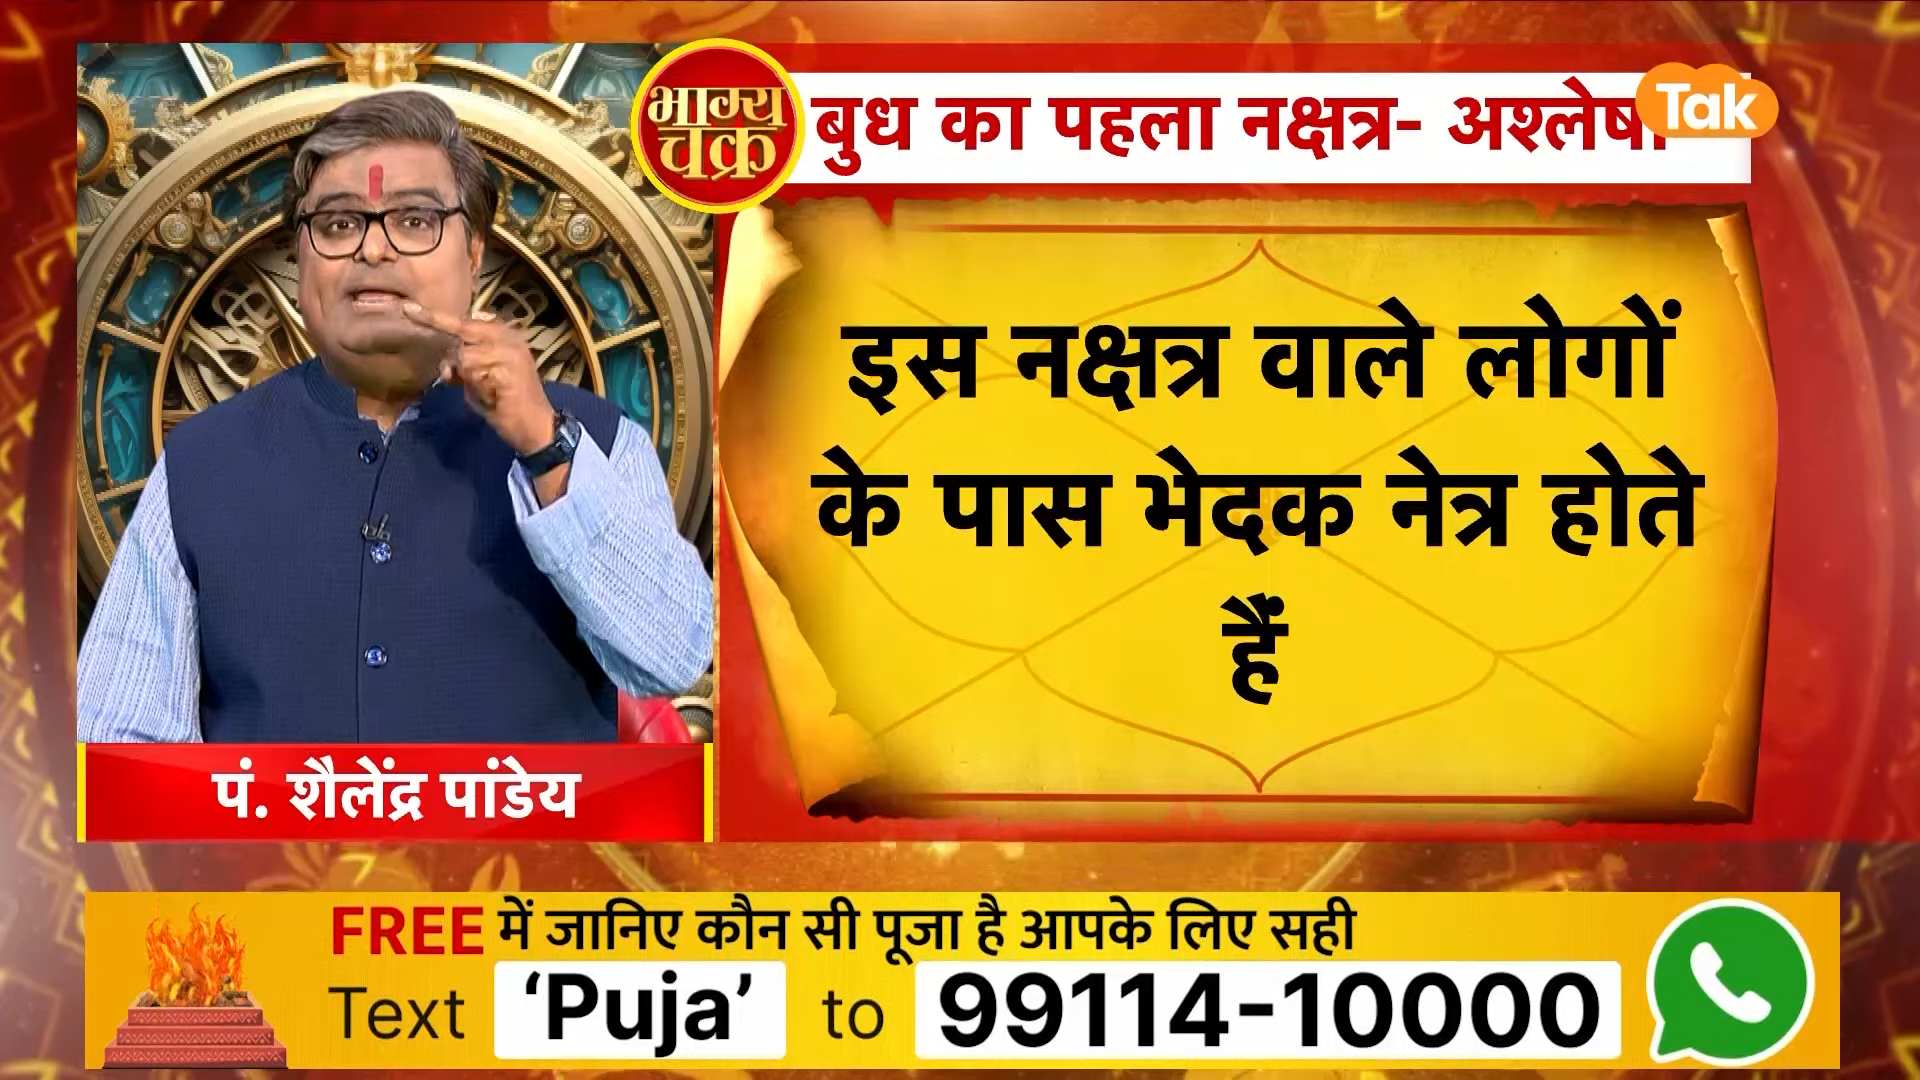 भाग्य
चक्र
बुध का पहला नक्षत्र- अश्लेषा
Tak
इस नक्षत्र वाले लोगों
के पास भेदक नेत्र होते
हैं
पं. शैलेंद्र पांडेय
FREE में जानिए कौन सी पूजा है आपके लिए सही
Text ‘Puja’ to 99114-10000